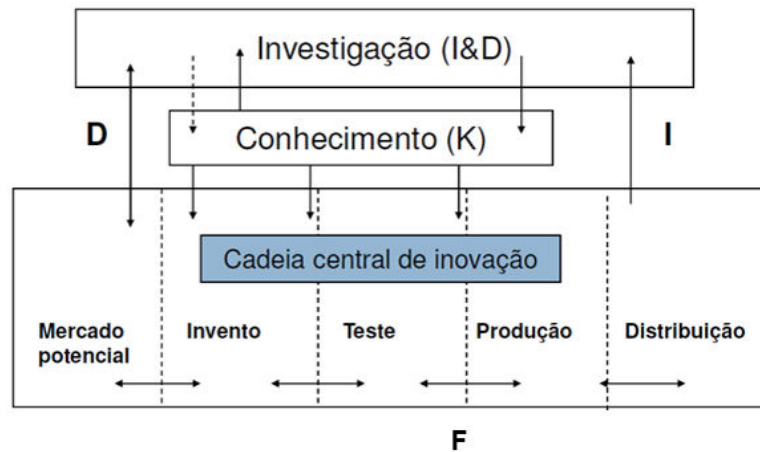 Investigação (I&D)
D
Conhecimento (K)
I
Cadeia central de inovação
Mercado
potencial
Invento
Teste
Produção
Distribuição
F